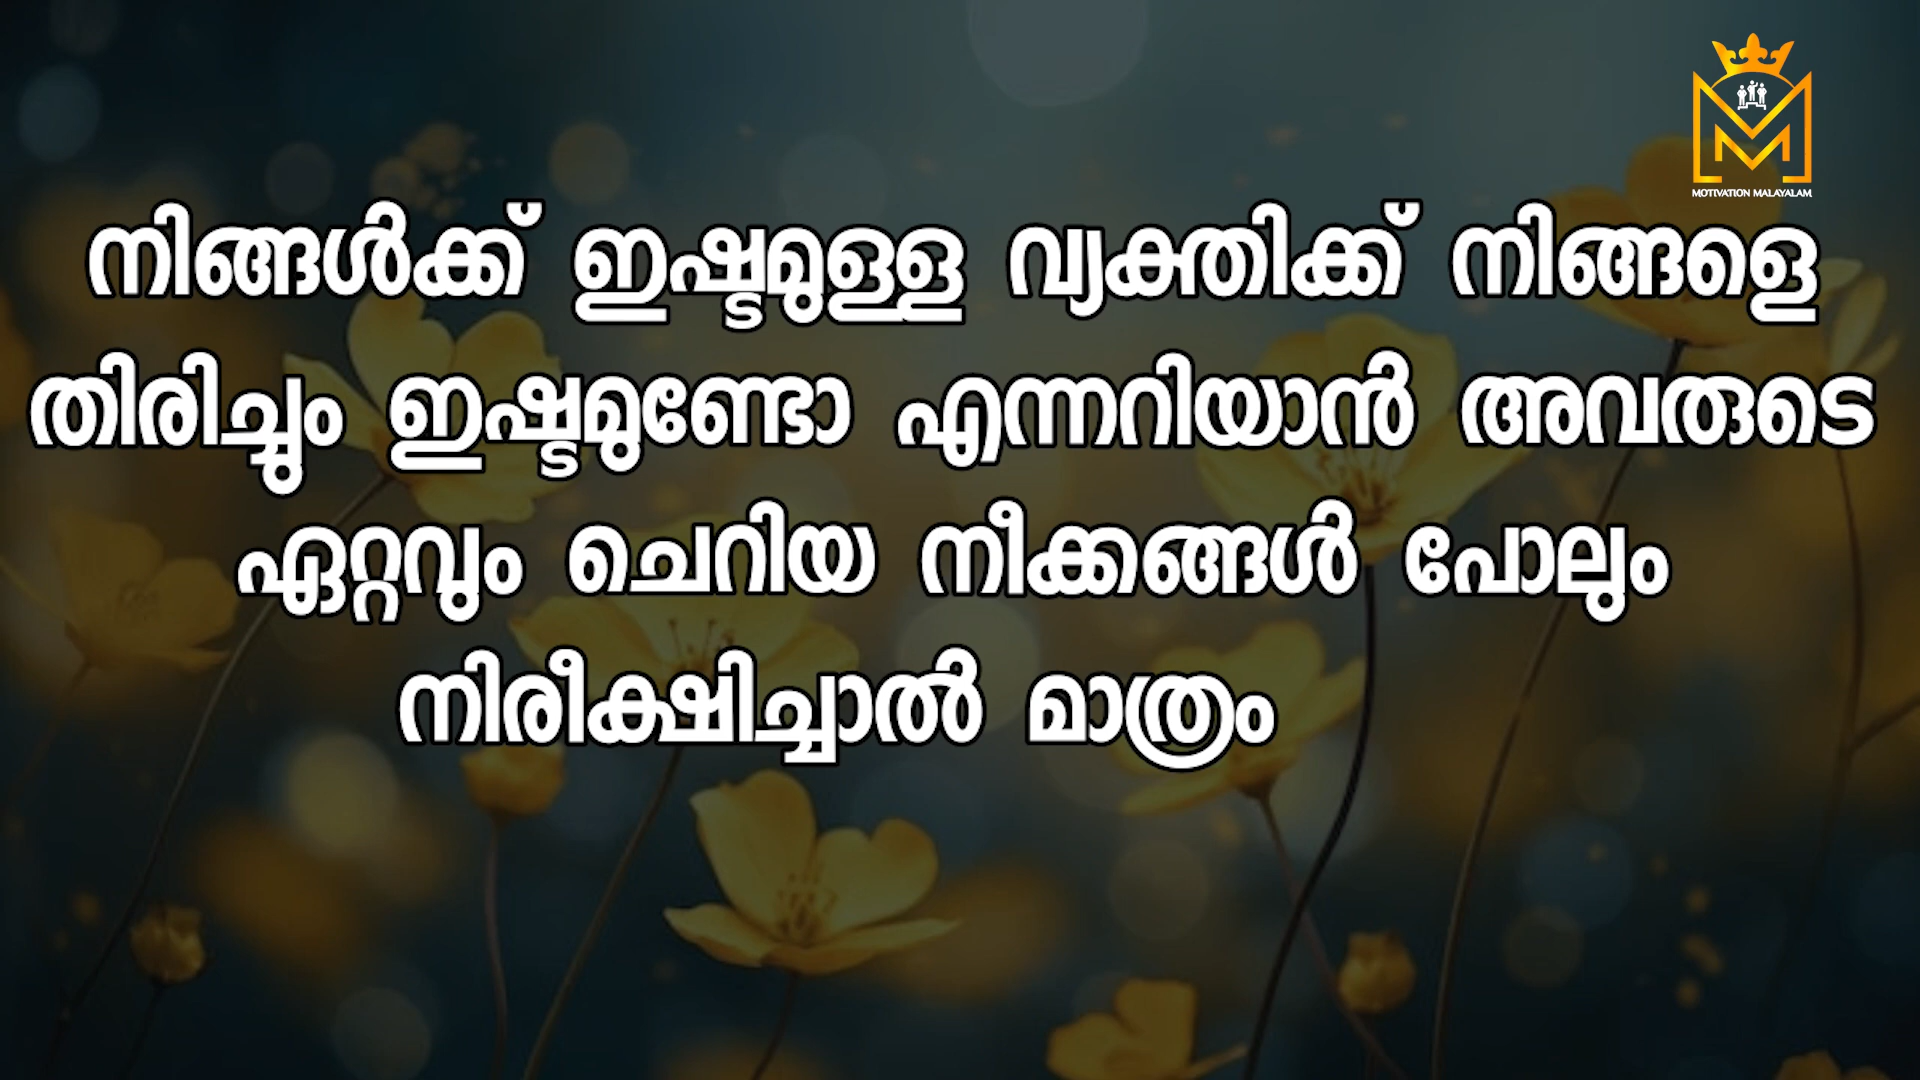 MOTIVATION MALAYALAM
നിങ്ങൾക്ക് ഇഷ്ടമുള്ള വ്യക്തിക്ക് നിങ്ങളെ
തിരിച്ചും ഇഷ്ടമുണ്ടോ എന്നറിയാൻ അവരുടെ
ഏറ്റവും ചെറിയ നീക്കങ്ങൾ പോലും
നിരീക്ഷിച്ചാൽ മാത്രം